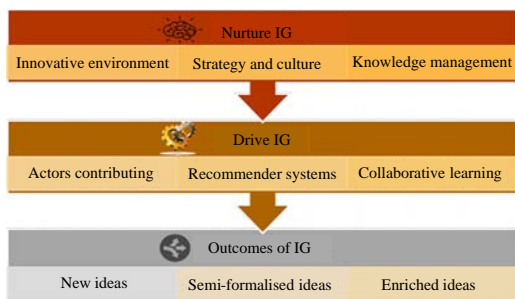 Nurture IG
Innovative environment Strategy and culture Knowledge management
Drive IG
Actors contributing Recommender systems Collaborative learning
Outcomes of IG
New ideas Semi-formalised ideas Enriched ideas